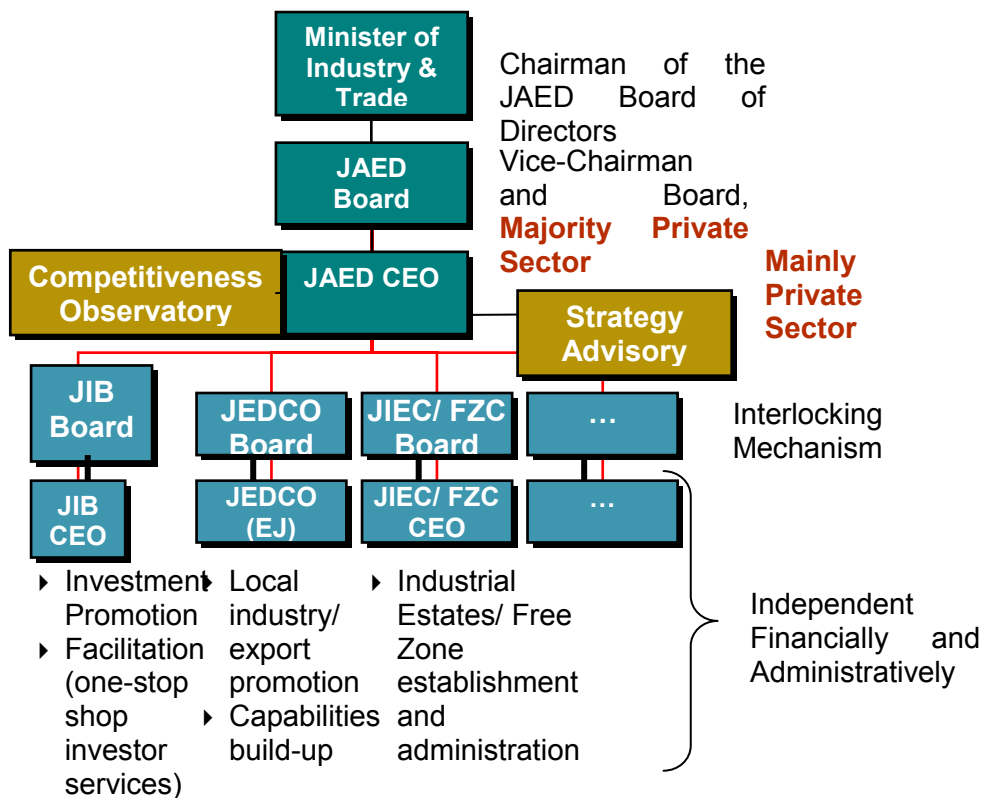 Minister of
Industry &
Trade
Chairman of the
JAED Board of
Directors
JAED
Board
Vice-Chairman
and Board,
Majority Private
Sector
Mainly
Private
Sector
Competitiveness
Observatory
JAED CEO
Strategy
Advisory
JIB
Board
JEDCO
Board
JIEC/ FZC
Board
...
Interlocking
Mechanism
JIB
CEO
JEDCO
(EJ)
JIEC/ FZC
CEO
...
Investment
Promotion
Facilitation
(one-stop
shop
investor
services)
Local
industry/
export
promotion
Capabilities
build-up
Industrial
Estates/ Free
Zone
establishment
and
administration
Independent
Financially and
Administratively